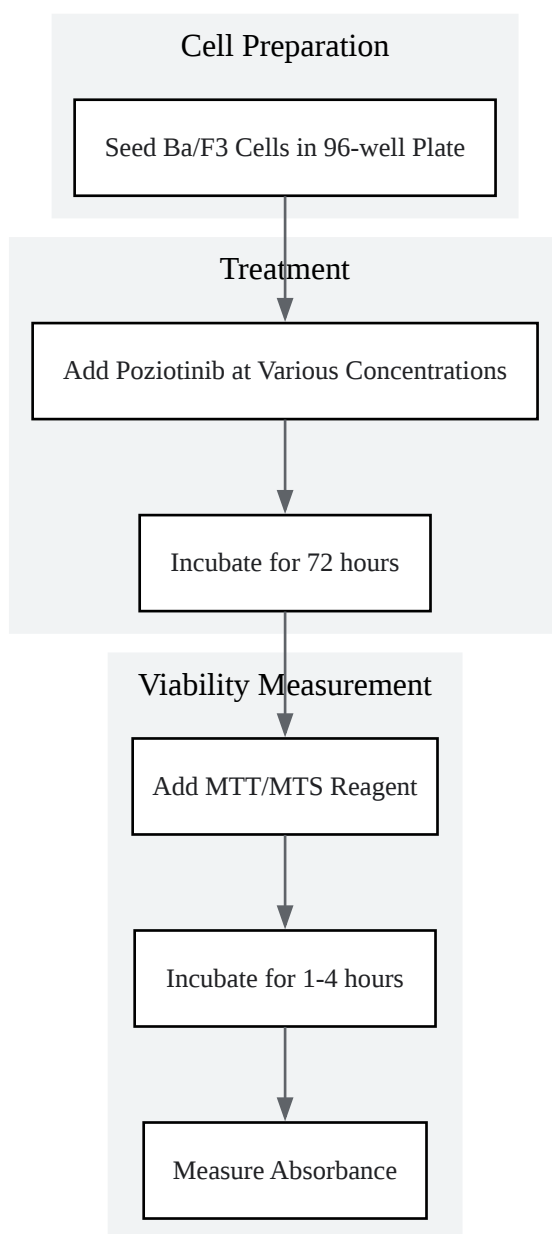 Cell Preparation
Seed Ba/F3 Cells in 96-well Plate
Treatment
Add Poziotinib at Various Concentrations
Incubate for 72 hours
Viability Measurement
Add MTT/MTS Reagent
Incubate for 1-4 hours
Measure Absorbance